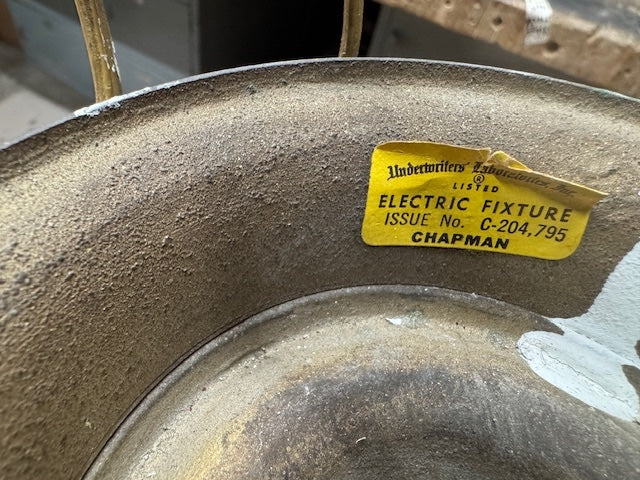 Underwriters' Laboratories, Inc.
®
LISTED
ELECTRIC FIXTURE
ISSUE No. C-204,795
CHAPMAN